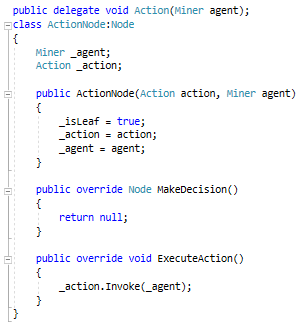 public delegate void Action(Miner agent);
class ActionNode:Node
{
    Miner _agent;
    Action _action;

    public ActionNode(Action action, Miner agent)
    {
        _isLeaf = true;
        _action = action;
        _agent = agent;
    }

    public override Node MakeDecision()
    {
        return null;
    }

    public override void ExecuteAction()
    {
        _action.Invoke(_agent);
    }
}